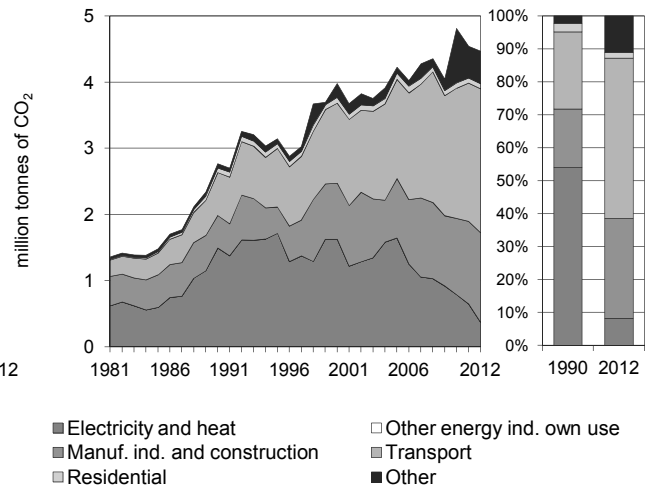 million tonnes of CO2
5
4
3
2
1
0
12
1981 1986 1991 1996 2001 2006 2012
100%
90%
80%
70%
60%
50%
40%
30%
20%
10%
0%
1990 2012
Electricity and heat
Other energy ind. own use
Manuf. ind. and construction
Transport
Residential
Other